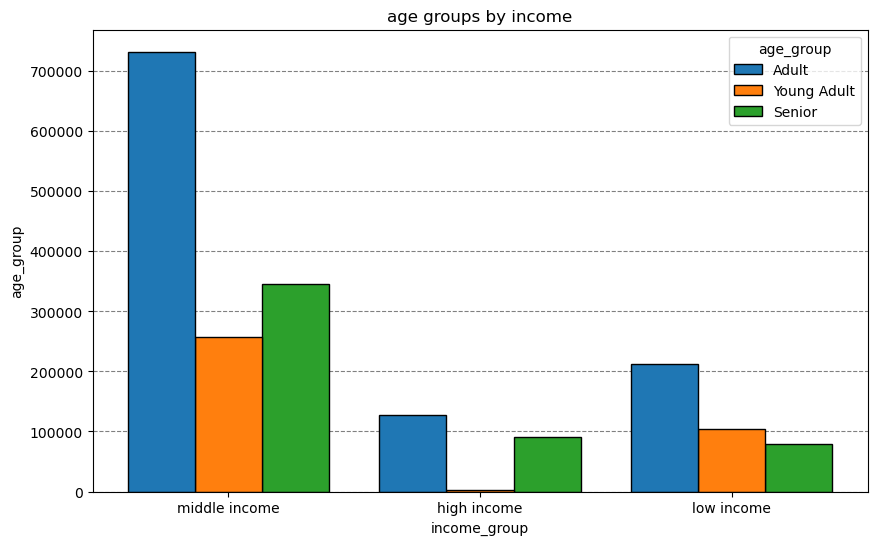 age groups by income
age_group
Adult
Young Adult
Senior
700000
600000
500000
400000
300000
200000
100000
0
age_group
middle income
high income
low income
income_group